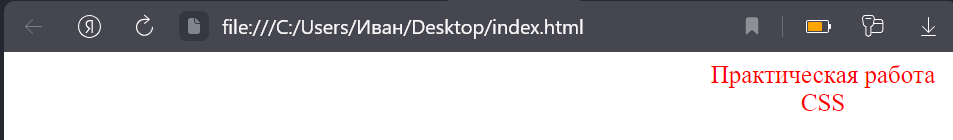 Я file:///C:/Users/Иван/Desktop/index.html
Практическая работа
CSS